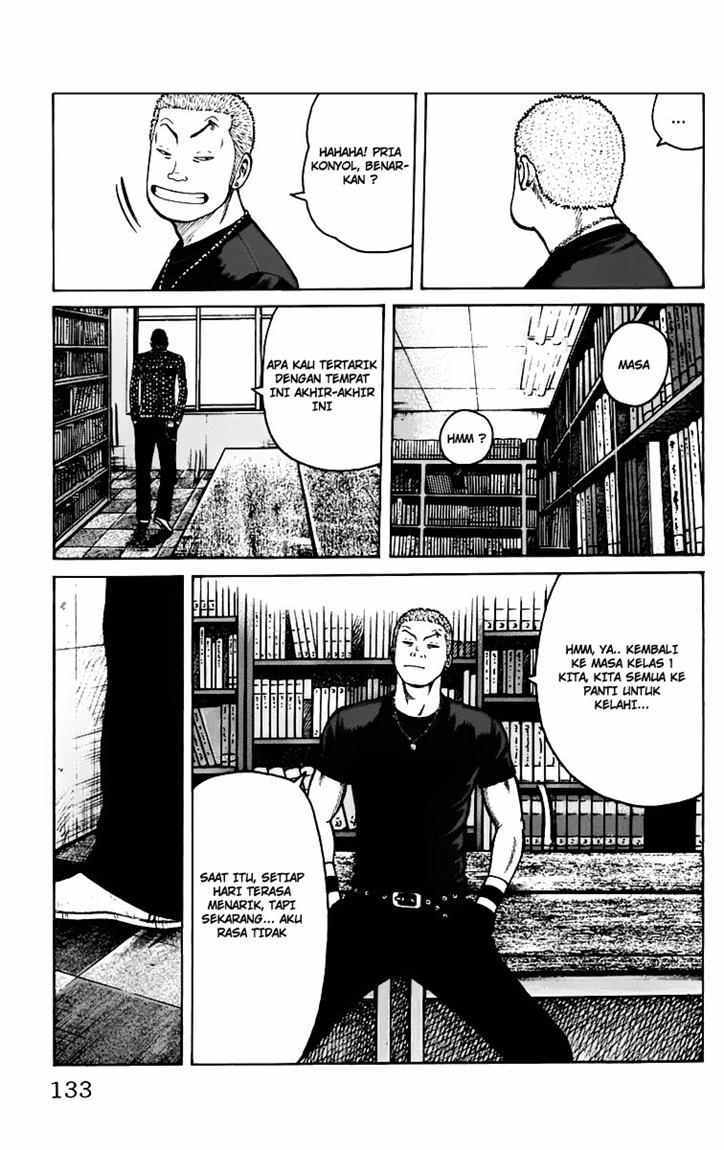 ...
HAHAHA! PRIA
KONYOL, BENAR-
KAN ?
MASA
HMM ?
APA KAU TERTARIK
DENGAN TEMPAT
INI AKHIR-AKHIR
INI
HMM, YA.. KEMBALI
KE MASA KELAS 1
KITA, KITA SEMUA KE
PANTI UNTUK
KELAHI...
SAAT ITU, SETIAP
HARI TERASA
MENARIK, TAPI
SEKARANG... AKU
RASA TIDAK
133